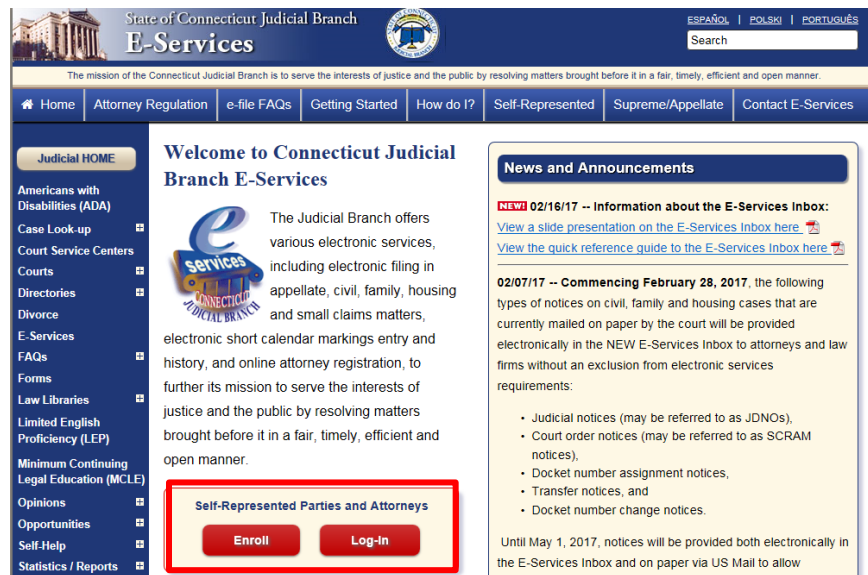 State of Connecticut Judicial Branch
E-Services
ESPAÑOL | POLSKI | PORTUGUÊS
Search
The mission of the Connecticut Judicial Branch is to serve the interests of justice and the public by resolving matters brought before it in a fair, timely, efficient and open manner.
Home
Attorney Regulation
e-file FAQs
Getting Started
How do I?
Self-Represented
Supreme/Appellate
Contact E-Services
Judicial HOME
Americans with
Disabilities (ADA)
Case Look-up
Court Service Centers
Courts
Directories
Divorce
E-Services
FAQs
Forms
Law Libraries
Limited English
Proficiency (LEP)
Minimum Continuing
Legal Education (MCLE)
Opinions
Opportunities
Self-Help
Statistics / Reports
Welcome to Connecticut Judicial
Branch E-Services
e
services
CONNECTICUT
JUDICIAL BRANCH
The Judicial Branch offers
various electronic services,
including electronic filing in
appellate, civil, family, housing
and small claims matters,
electronic short calendar markings entry and
history, and online attorney registration, to
further its mission to serve the interests of
justice and the public by resolving matters
brought before it in a fair, timely, efficient and
open manner.
Self-Represented Parties and Attorneys
Enroll
Log-In
News and Announcements
NEW! 02/16/17 -- Information about the E-Services Inbox:
View a slide presentation on the E-Services Inbox here
View the quick reference guide to the E-Services Inbox here
02/07/17 -- Commencing February 28, 2017, the following
types of notices on civil, family and housing cases that are
currently mailed on paper by the court will be provided
electronically in the NEW E-Services Inbox to attorneys and law
firms without an exclusion from electronic services
requirements:
• Judicial notices (may be referred to as JDNOs),
• Court order notices (may be referred to as SCRAM
notices),
• Docket number assignment notices,
• Transfer notices, and
• Docket number change notices.
Until May 1, 2017, notices will be provided both electronically in
the E-Services Inbox and on paper via US Mail to allow